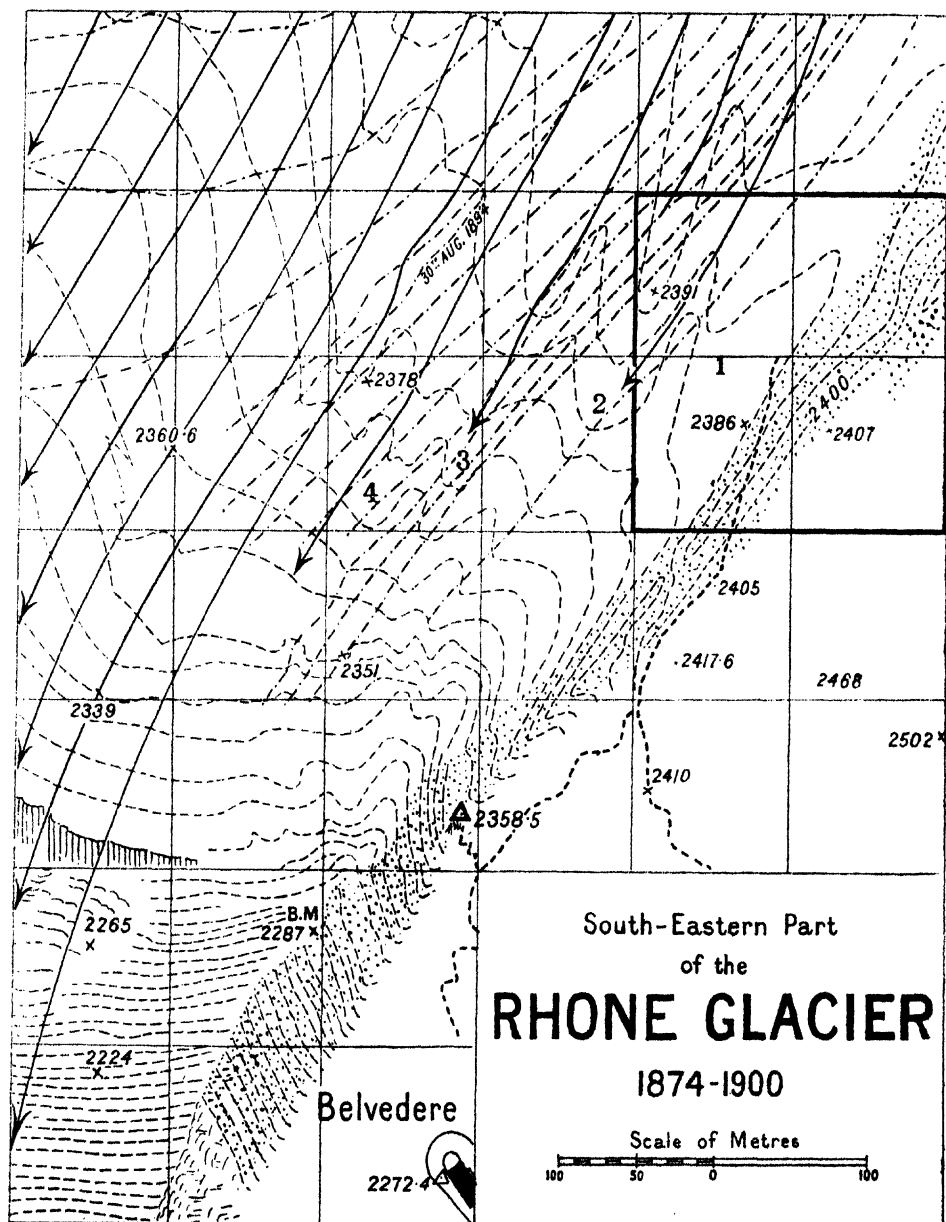 30TH AUG. 1894
2391
2378
1
2400
2
2386
2407
2360·6
3
4
2405
2351
2417·6
2468
2339
2502
2410
2358·5
B.M
2287
2265
South-Eastern Part
of the
RHONE GLACIER
1874-1900
2224
Belvedere
Scale of Metres
100 50 0 100
2272·4